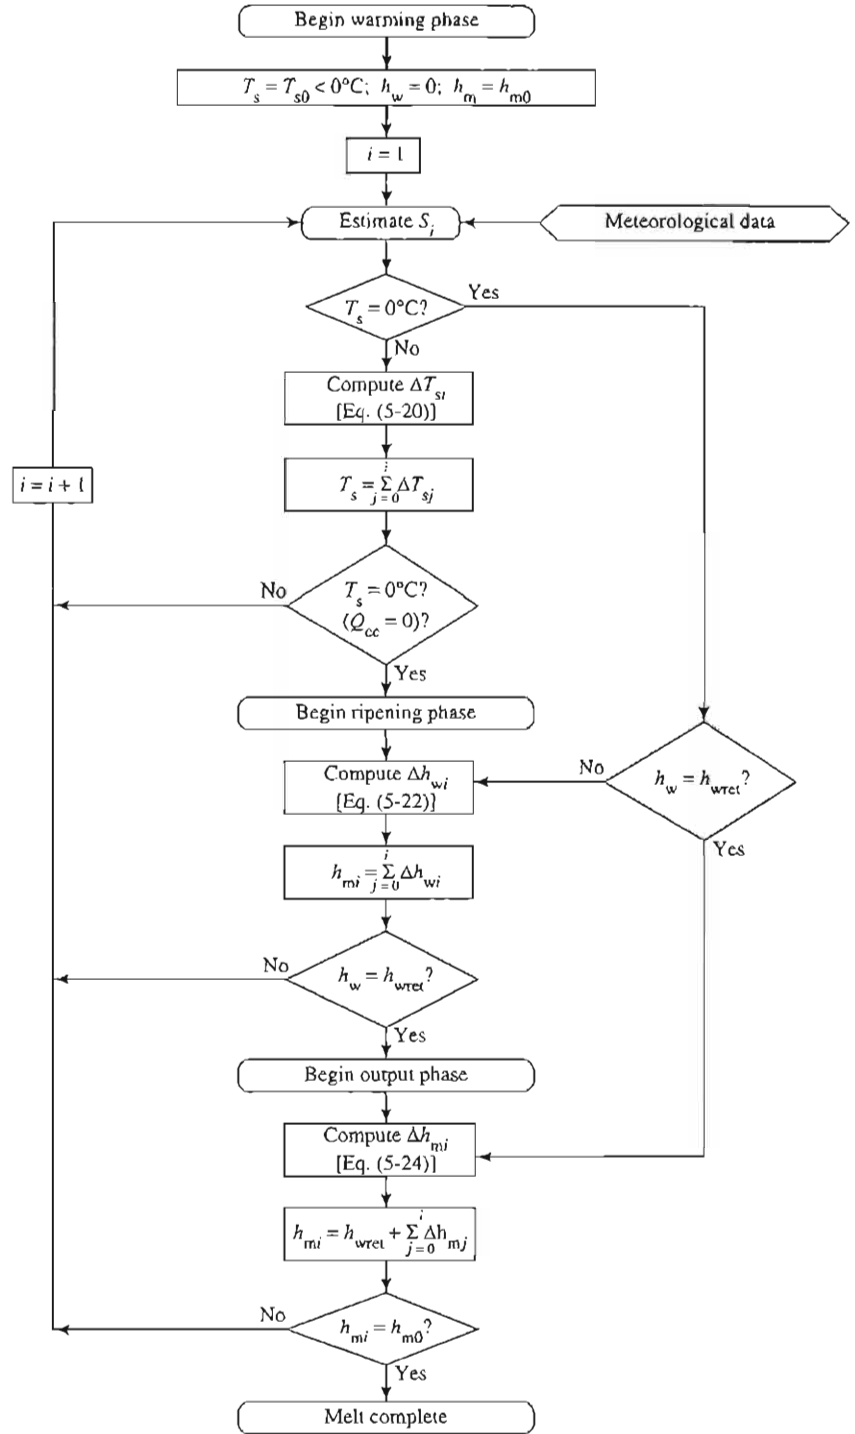 Begin warming phase
T_s = T_s0 < 0°C; h_w = 0; h_m = h_m0
i = 1
Estimate S_i
Meteorological data
T_s = 0°C?
Yes
No
Compute ΔT_si
[Eq. (5-20)]
T_s = Σ_{j=0}^{i} ΔT_sj
i = i + 1
T_s = 0°C?
(Q_cc = 0)?
No
Yes
Begin ripening phase
Compute Δh_wi
[Eq. (5-22)]
No
h_w = h_wret?
Yes
h_mi = Σ_{j=0}^{i} Δh_wi
No
h_w = h_wret?
Yes
Begin output phase
Compute Δh_mi
[Eq. (5-24)]
h_mi = h_wret + Σ_{j=0}^{i} Δh_mj
No
h_mi = h_m0?
Yes
Melt complete